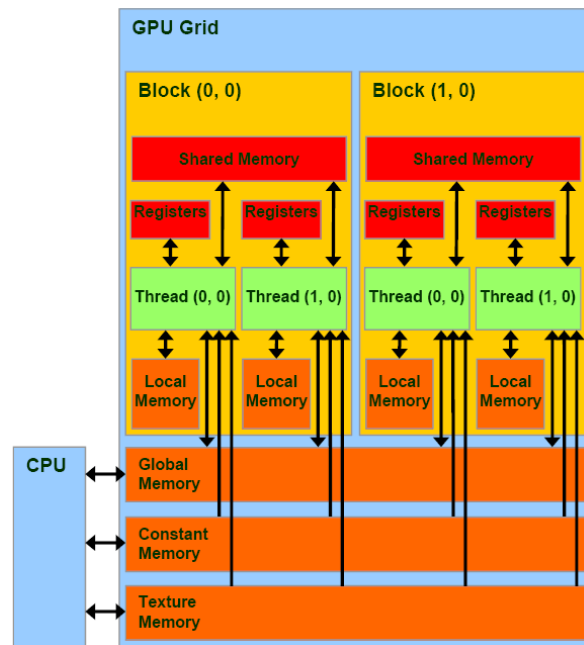 GPU Grid
Block (0, 0)
Block (1, 0)
Shared Memory
Shared Memory
Registers
Registers
Registers
Registers
Thread (0, 0)
Thread (1, 0)
Thread (0, 0)
Thread (1, 0)
Local
Memory
Local
Memory
Local
Memory
Local
Memory
CPU
Global
Memory
Constant
Memory
Texture
Memory